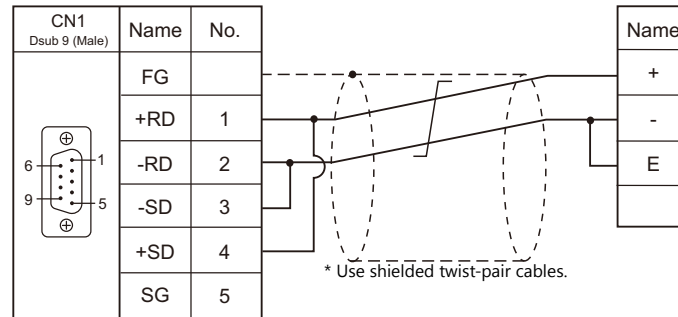 CN1
Dsub 9 (Male)
Name
No.
Name
FG
+
+RD
1
-
-RD
2
E
6
1
-SD
3
9
5
+SD
4
* Use shielded twist-pair cables.
SG
5